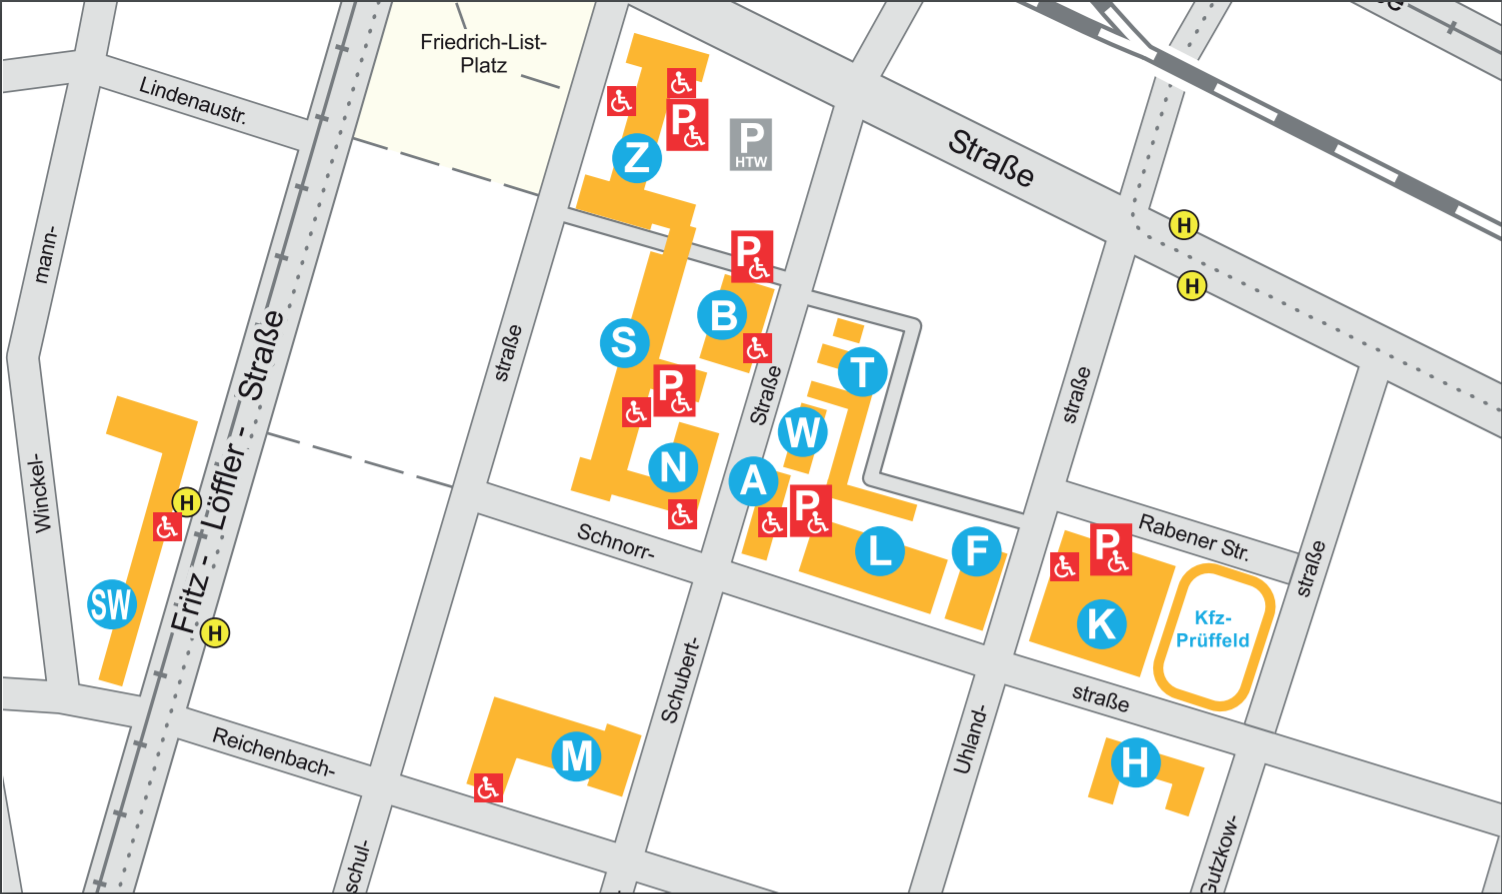 Friedrich-List-
Platz
Lindenaustr.
Z
P
P
HTW
Straße
H
H
mann-
P
B
S
straße
Straße
T
P
W
N
A
P
straße
Fritz - Löffler - Straße
Winckel-
H
SW
H
Schnorr-
L
F
Rabener Str.
P
K
Kfz-
Prüffeld
straße
Schubert-
straße
Reichenbach-
M
Uhland-
H
Gutzkow-
schul-